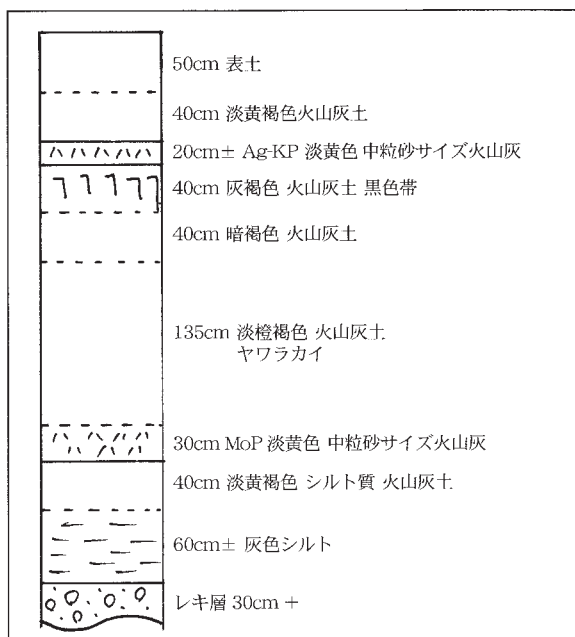 50cm 表土
40cm 淡黄褐色火山灰土
20cm± Ag-KP 淡黄色 中粒砂サイズ火山灰
40cm 灰褐色 火山灰土 黒色帯
40cm 暗褐色 火山灰土
135cm 淡橙褐色 火山灰土
ヤワラカイ
30cm MoP 淡黄色 中粒砂サイズ火山灰
40cm 淡黄褐色 シルト質 火山灰土
60cm± 灰色シルト
レキ層 30cm +